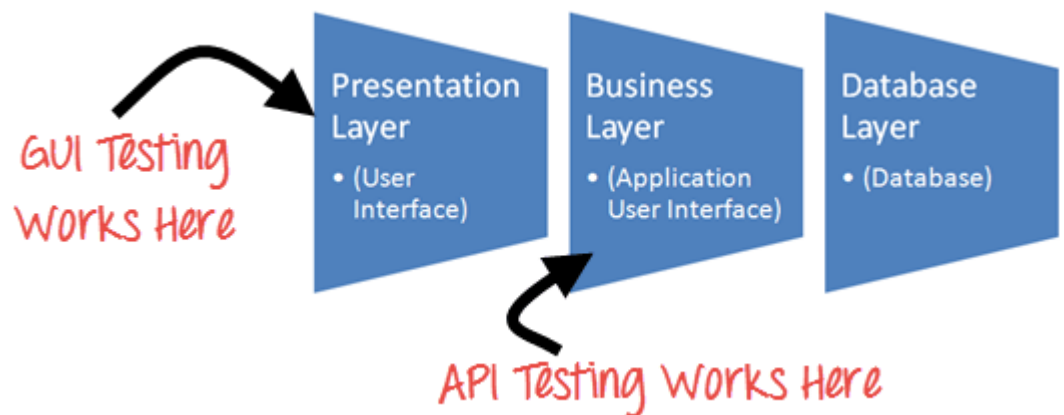 GUI Testing
Works Here
Presentation
Layer
• (User
Interface)
Business
Layer
• (Application
User Interface)
Database
Layer
• (Database)
API Testing Works Here